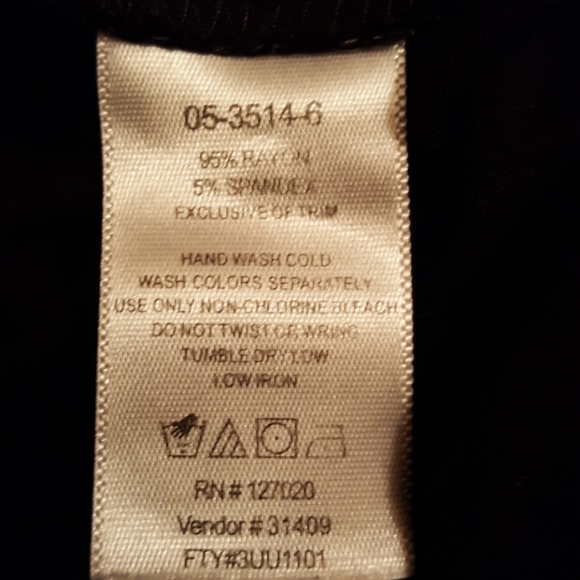 05-3514-6
95% RAYON
5% SPANDEX
EXCLUSIVE OF TRIM
HAND WASH COLD
WASH COLORS SEPARATELY
USE ONLY NON-CHLORINE BLEACH
DO NOT TWIST OR WRING
TUMBLE DRY LOW
LOW IRON
RN # 127020
Vendor # 31409
FTY#3UU1101